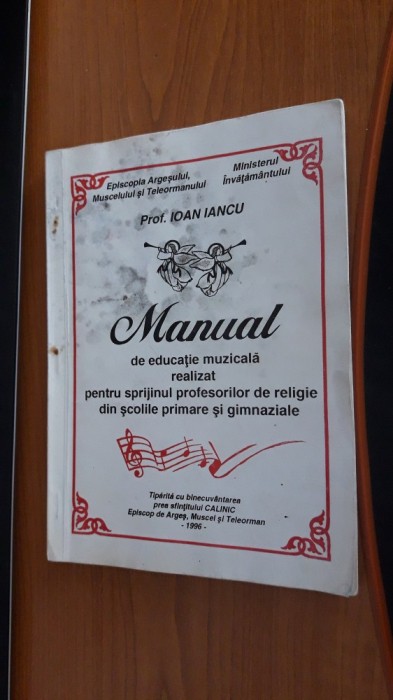 Episcopia Argeşului,
Muscelului şi Teleormanului
Ministerul
Învăţământului
Prof. IOAN IANCU
Manual
de educaţie muzicală
realizat
pentru sprijinul profesorilor de religie
din şcolile primare şi gimnaziale
Tipărită cu binecuvântarea
prea sfinţitului CALINIC
Episcop de Argeş, Muscel şi Teleorman
- 1996 -